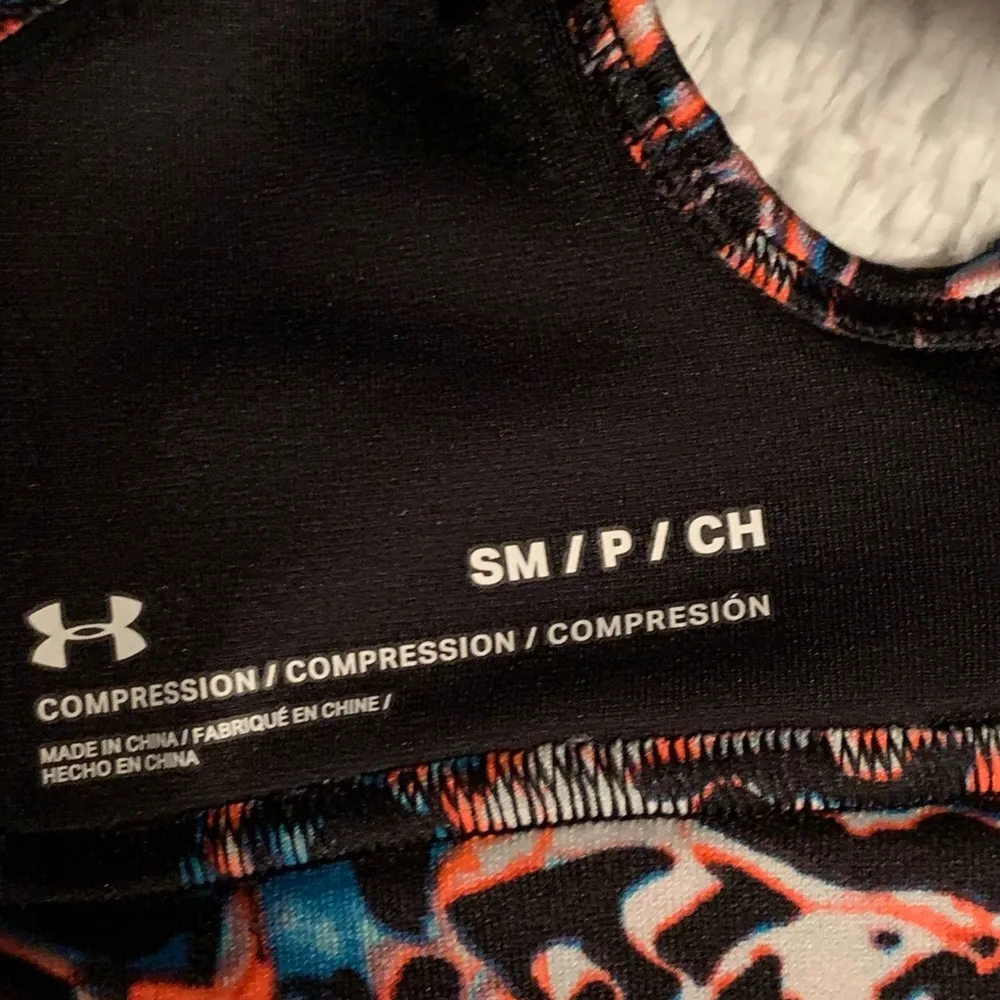 SM / P / CH
COMPRESSION / COMPRESSION / COMPRESIÓN
MADE IN CHINA / FABRIQUÉ EN CHINE /
HECHO EN CHINA